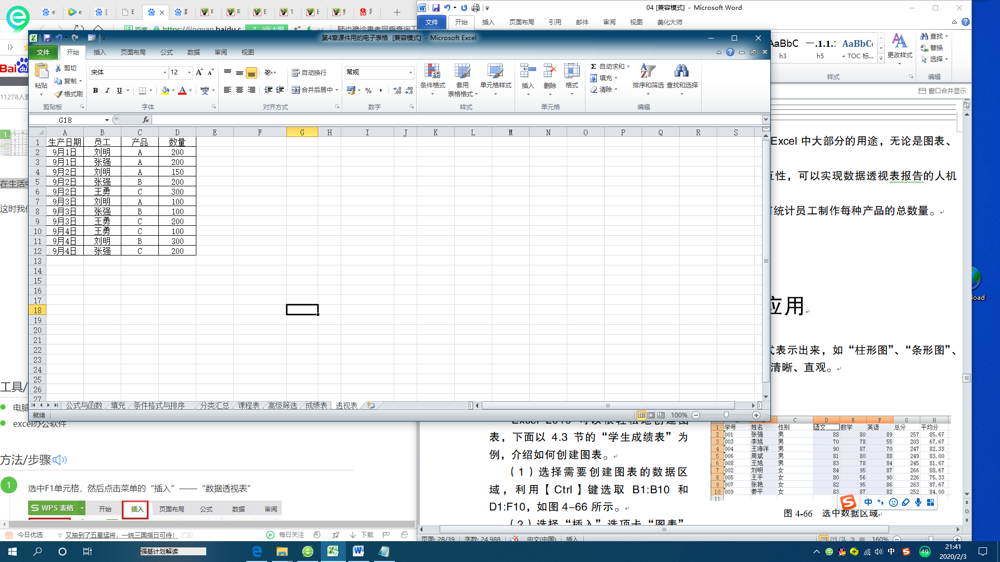 04 [兼容模式] - Microsoft Word
文件 开始 插入 页面布局 引用 邮件 审阅 视图 美化大师
第4章课件用的电子表格 [兼容模式] - Microsoft Excel
文件 开始 插入 页面布局 公式 数据 审阅 视图
粘贴 剪切 复制 格式刷 剪贴板
宋体 12 字体
自动换行 合并后居中 对齐方式
常规 数字
条件格式 套用表格格式 单元格样式 样式
插入 删除 格式 单元格
Σ 自动求和 填充 清除 排序和筛选 查找和选择 编辑
h3 h5 TOC 标... 更改样式 样式
查找 替换 选择 编辑
窗口合并显示
G18 fx
A B C D E F G H I J K L M N O P Q R S
1 生产日期 员工 产品 数量
2 9月1日 刘明 A 200
3 9月1日 张强 A 200
4 9月2日 刘明 A 150
5 9月2日 张强 B 200
6 9月2日 王勇 C 300
7 9月3日 刘明 A 100
8 9月3日 张强 B 100
9 9月3日 王勇 C 200
10 9月4日 王勇 C 100
11 9月4日 刘明 B 300
12 9月4日 张强 C 200
13
14
15
16
17
18
19
20
21
22
23
24
25
26
27
公式与函数 填充 条件格式与排序 分类汇总 课程表 高级筛选 成绩表 透视表
就绪 100%
Excel 中大部分的用途，无论是图表、
性，可以实现数据透视表报告的人机
统计员工制作每种产品的总数量。
应用
式表示出来，如“柱形图”、“条形图”、
清晰、直观。
表，下面以 4.3 节的“学生成绩表”为
例，介绍如何创建图表。
（1）选择需要创建图表的数据区
域，利用【Ctrl】键选取 B1:B10 和
D1:F10，如图 4-66 所示。
（2）选择“插入”选项卡“图表”
C D E F G H
1 学号 姓名 性别 语文 数学 英语 总分 平均分
2 001 张强 男 88 80 89 257 85.67
3 003 李旭 男 70 78 55 203 67.67
4 004 王海洋 男 90 87 70 247 82.33
5 006 周斌 男 81 80 88 249 83.00
6 008 王旭 男 83 78 84 245 81.67
7 002 刘明 女 84 95 87 266 88.67
8 005 王平 女 80 56 90 226 75.33
9 007 张艳 女 82 95 86 263 87.67
10 009 姜平 女 83 87 82 252 84.00
11
图 4-66 选中数据区域
中
页面: 28/39 字数: 24,988 中文(中国) 插入 160%
11278人看
在生活中
这时我们
工具/
电脑
excel办公软件
方法/步骤
1
选中F1单元格，然后点击菜单的“插入”——“数据透视表”
WPS 表格 开始 插入 页面布局 公式 数据 审阅
今日优选 又抽到了五星猛将，一统三国指日可待！ 每日关注 下载
强基计划解读
中 49 21:41
2020/2/3